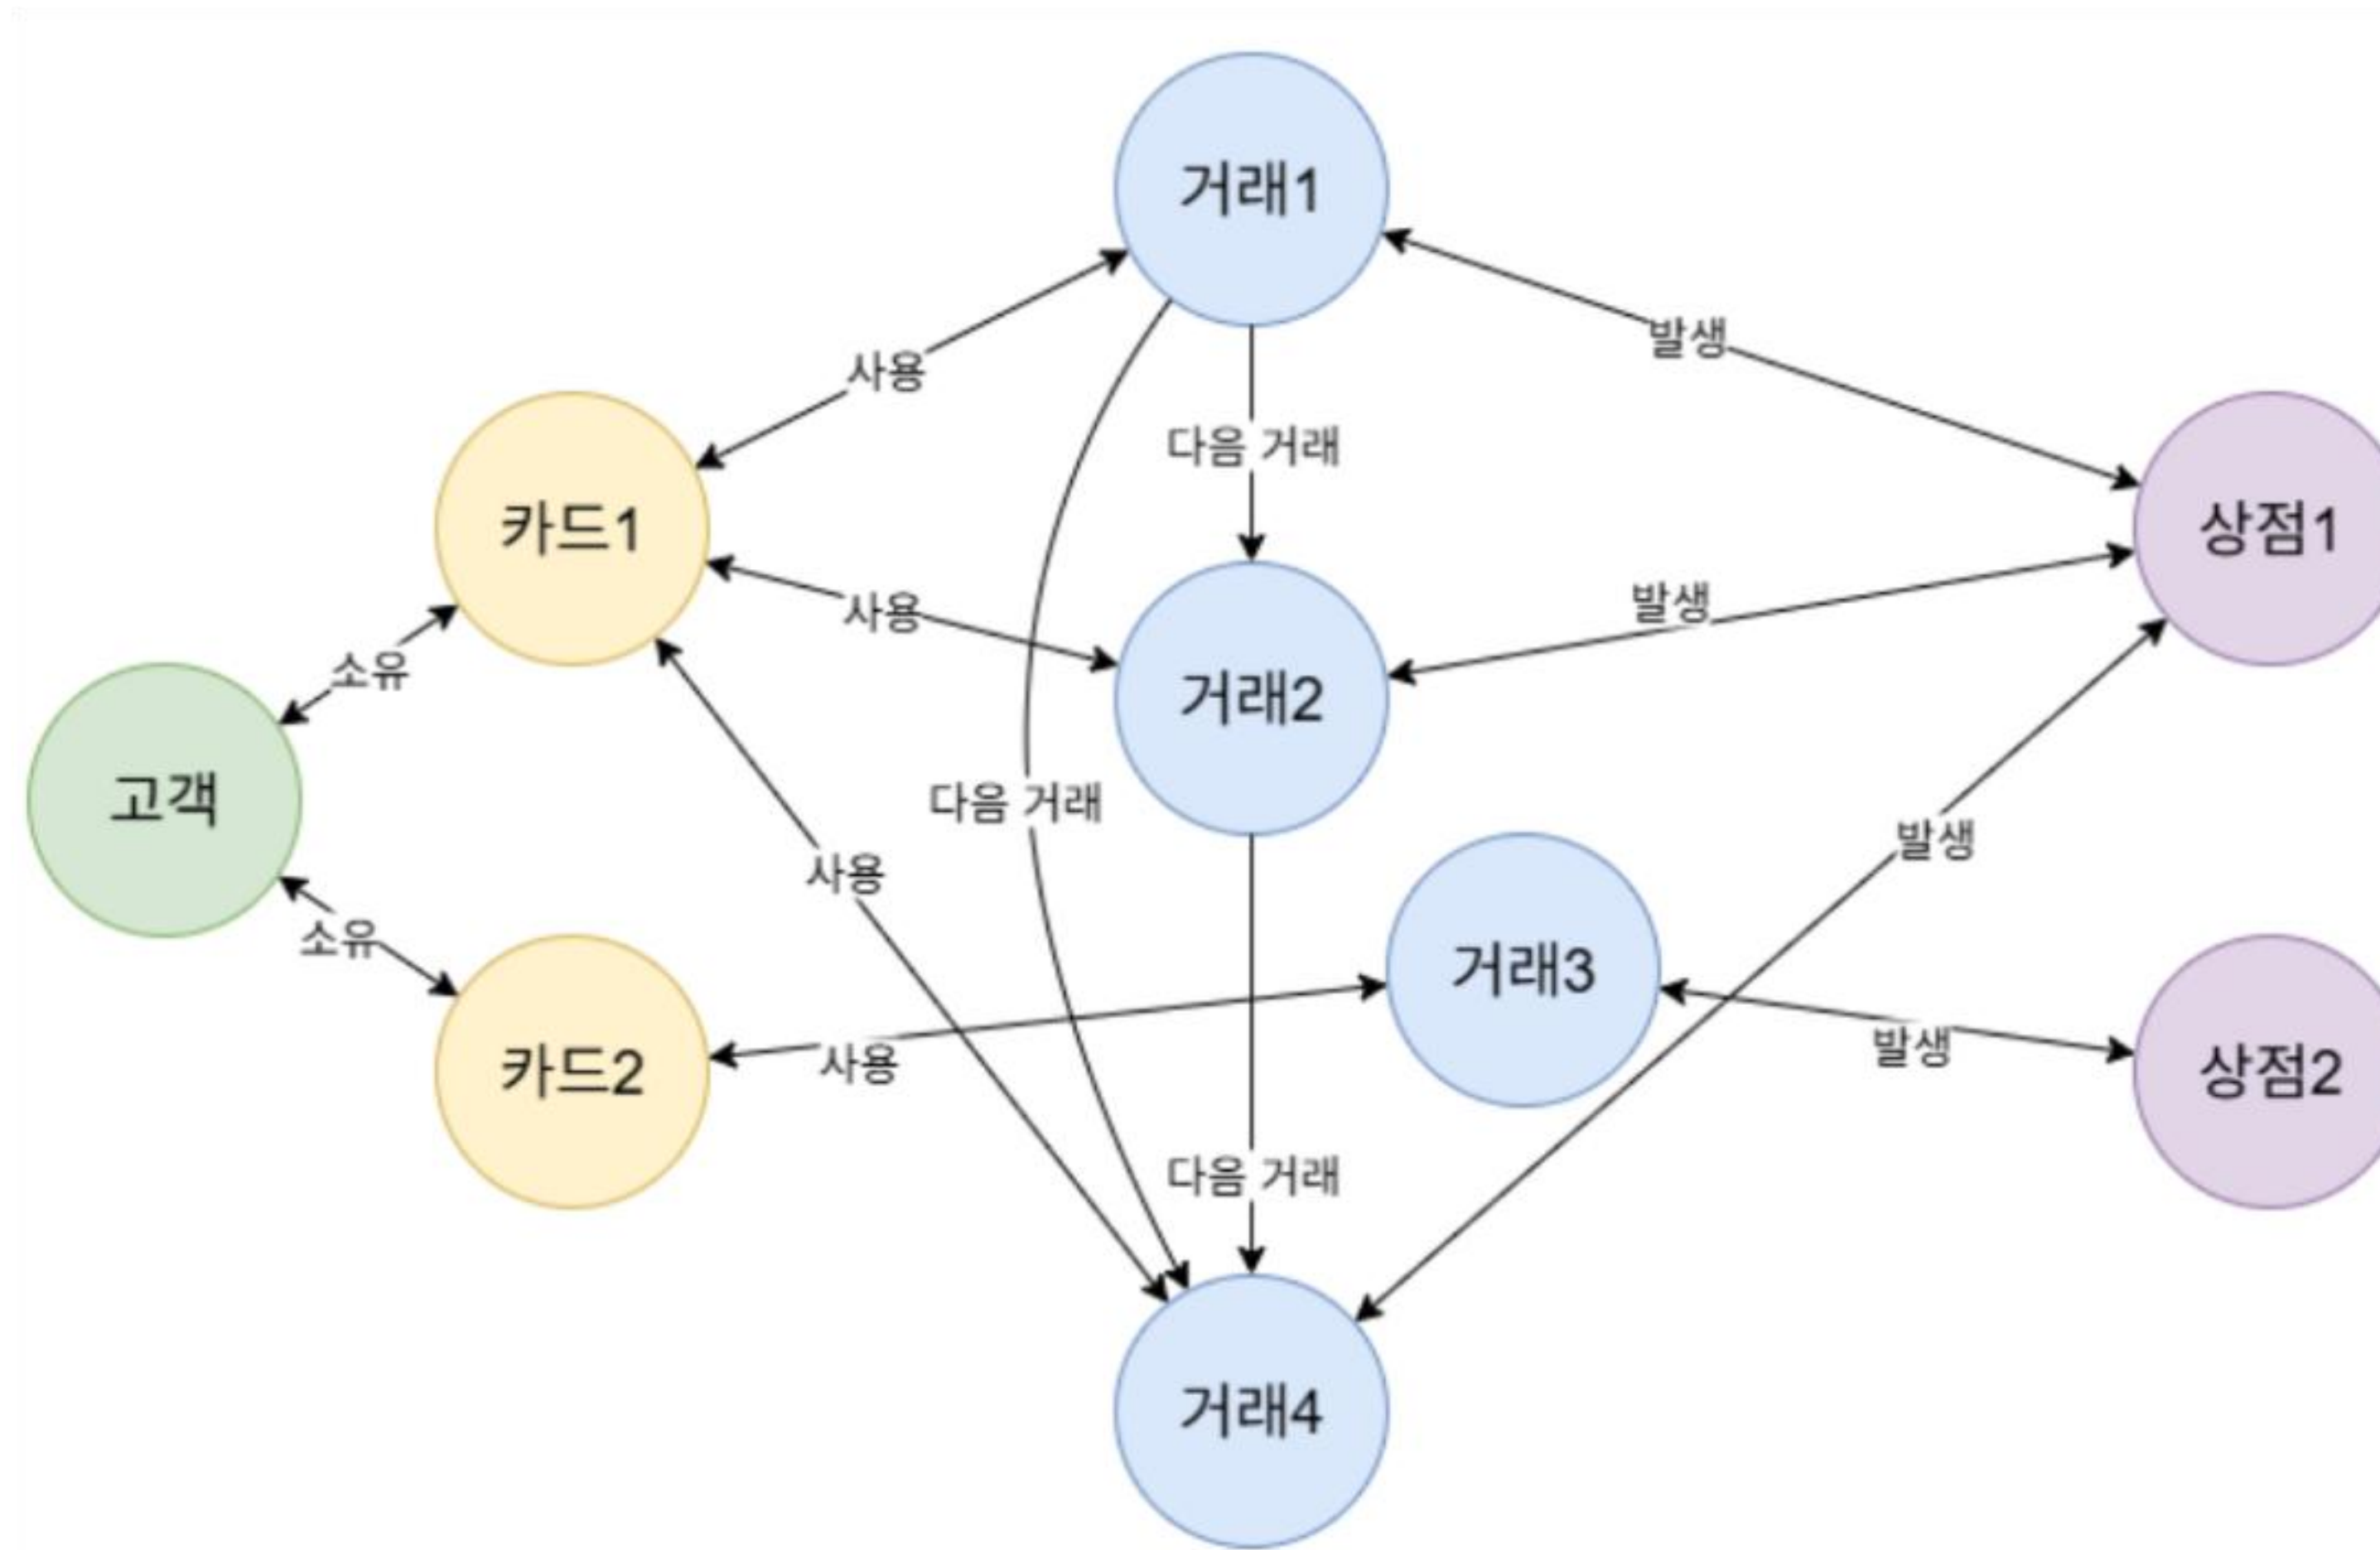 거래1
발생
사용
다음 거래
카드1
상점1
사용
발생
소유
거래2
고객
다음 거래
발생
사용
소유
거래3
발생
사용
카드2
상점2
다음 거래
거래4